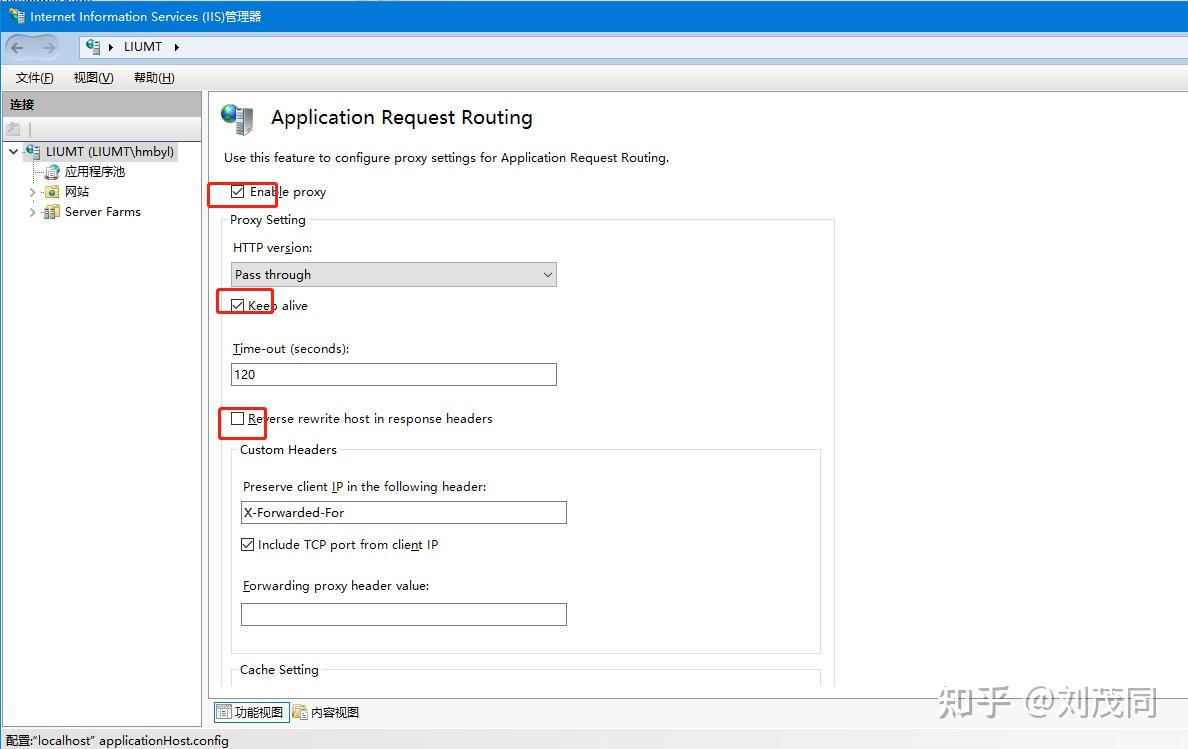 Internet Information Services (IIS)管理器
LIUMT
文件(F) 视图(V) 帮助(H)
连接
LIUMT (LIUMT\hmbyl)
应用程序池
网站
Server Farms
Application Request Routing
Use this feature to configure proxy settings for Application Request Routing.
Enable proxy
Proxy Setting
HTTP version:
Pass through
Keep alive
Time-out (seconds):
120
Reverse rewrite host in response headers
Custom Headers
Preserve client IP in the following header:
X-Forwarded-For
Include TCP port from client IP
Forwarding proxy header value:
Cache Setting
功能视图 内容视图
配置:“localhost” applicationHost.config
知乎 @刘茂同